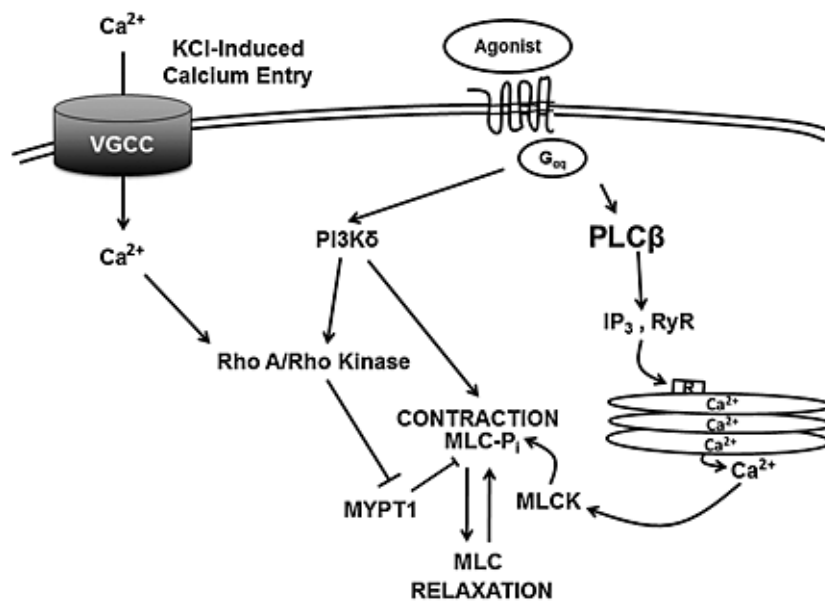 Ca²⁺
KCl-Induced
Calcium Entry
Agonist
VGCC
Gαq
Ca²⁺
PI3Kδ
PLCβ
IP₃ , RyR
Rho A/Rho Kinase
R
Ca²⁺
Ca²⁺
Ca²⁺
CONTRACTION
MLC-Pᵢ
Ca²⁺
MYPT1
MLCK
MLC
RELAXATION